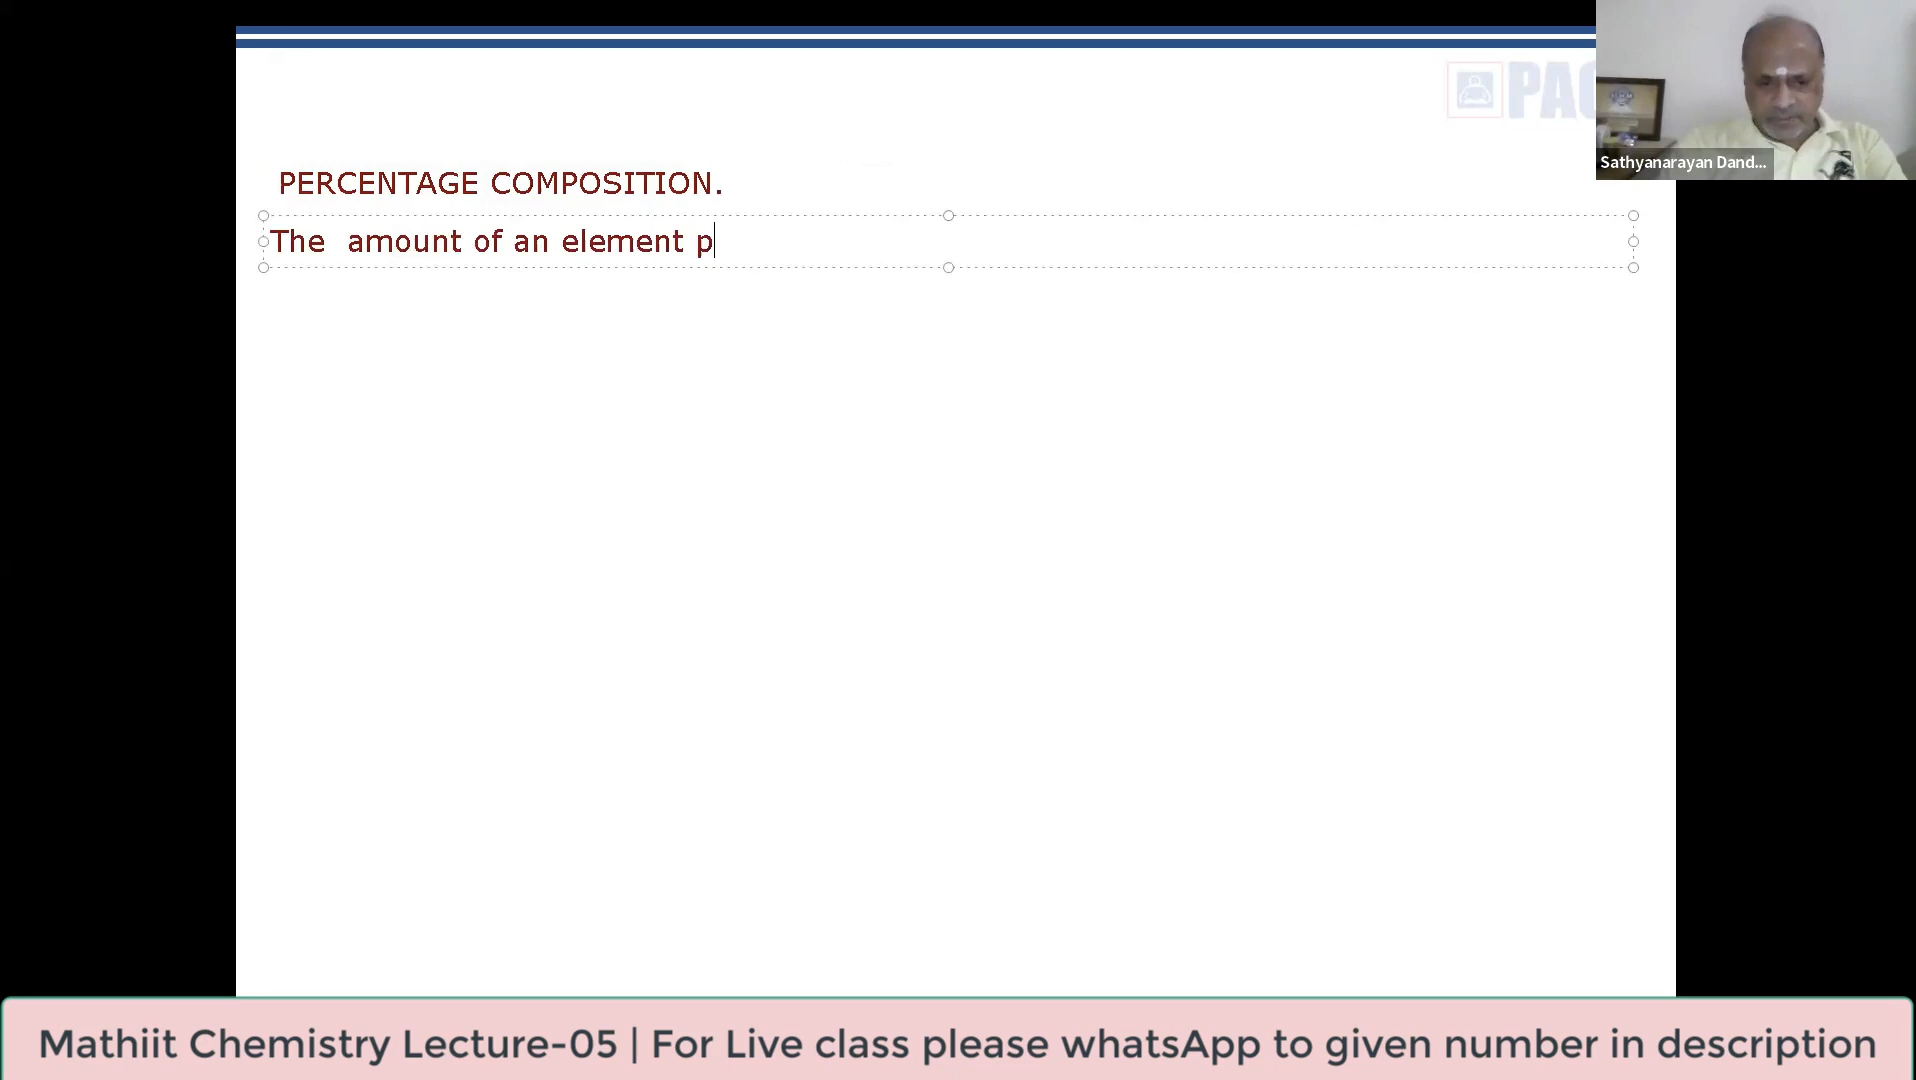 PAC
Sathyanarayan Dand...
PERCENTAGE COMPOSITION.
The  amount of an element p
Mathiit Chemistry Lecture-05 | For Live class please whatsApp to given number in description